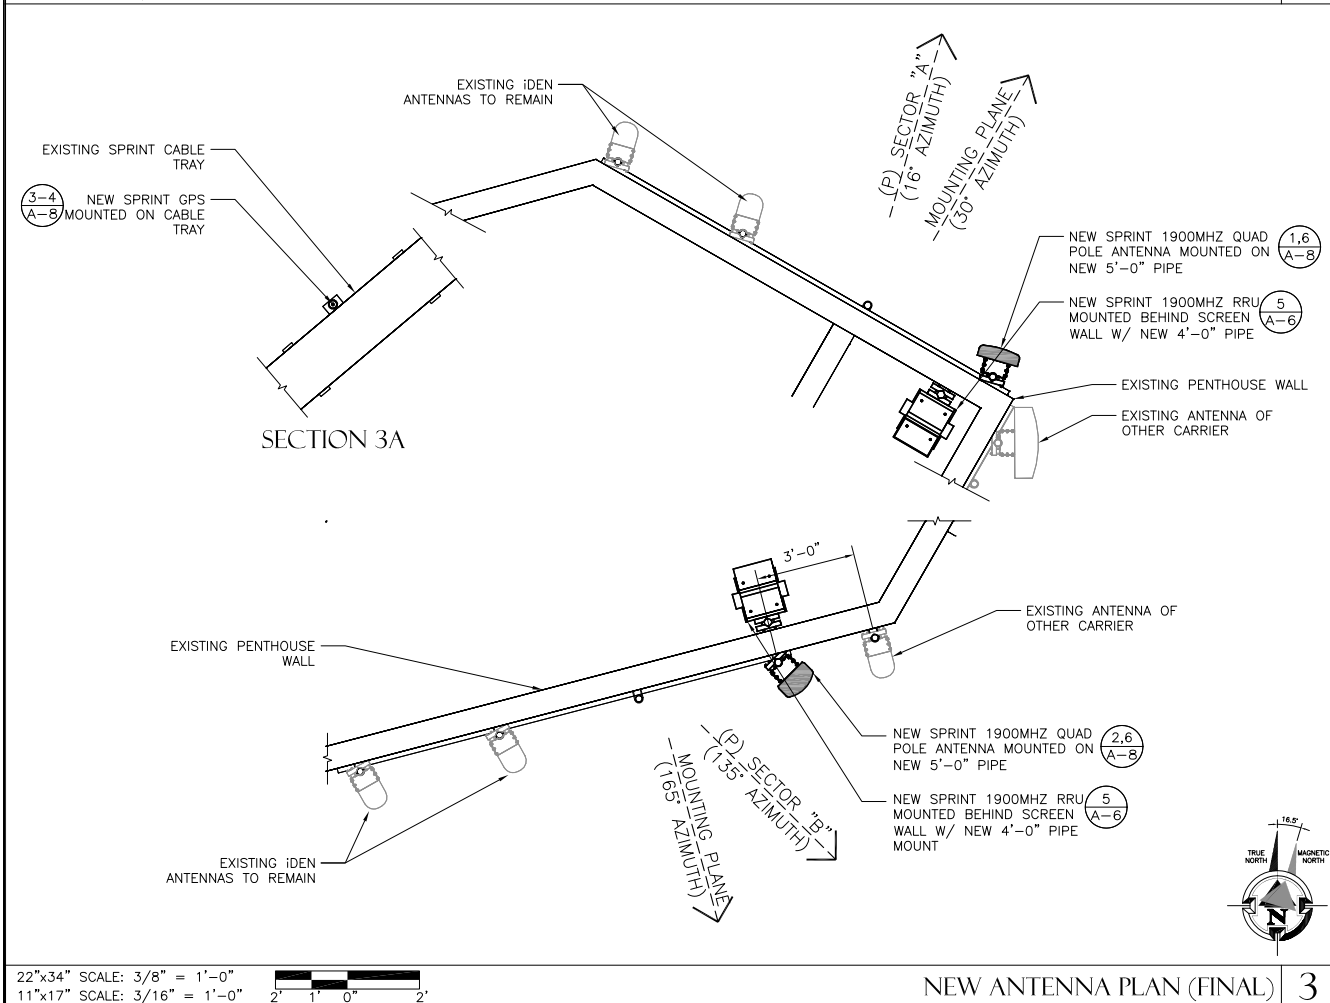 EXISTING iDEN
ANTENNAS TO REMAIN
EXISTING SPRINT CABLE
TRAY
3-4
A-8
NEW SPRINT GPS
MOUNTED ON CABLE
TRAY
SECTION 3A
(P) SECTOR "A"
(16° AZIMUTH)
MOUNTING PLANE
(30° AZIMUTH)
NEW SPRINT 1900MHZ QUAD
POLE ANTENNA MOUNTED ON
NEW 5'-0" PIPE
1,6
A-8
NEW SPRINT 1900MHZ RRU
MOUNTED BEHIND SCREEN
WALL W/ NEW 4'-0" PIPE
5
A-6
EXISTING PENTHOUSE WALL
EXISTING ANTENNA OF
OTHER CARRIER
3'-0"
EXISTING ANTENNA OF
OTHER CARRIER
EXISTING PENTHOUSE
WALL
NEW SPRINT 1900MHZ QUAD
POLE ANTENNA MOUNTED ON
NEW 5'-0" PIPE
2,6
A-8
(P) SECTOR "B"
(135° AZIMUTH)
MOUNTING PLANE
(165° AZIMUTH)
NEW SPRINT 1900MHZ RRU
MOUNTED BEHIND SCREEN
WALL W/ NEW 4'-0" PIPE
MOUNT
5
A-6
EXISTING iDEN
ANTENNAS TO REMAIN
16.5°
TRUE
NORTH
MAGNETIC
NORTH
N
22"x34" SCALE: 3/8" = 1'-0"
11"x17" SCALE: 3/16" = 1'-0"
2' 1' 0" 2'
NEW ANTENNA PLAN (FINAL)
3